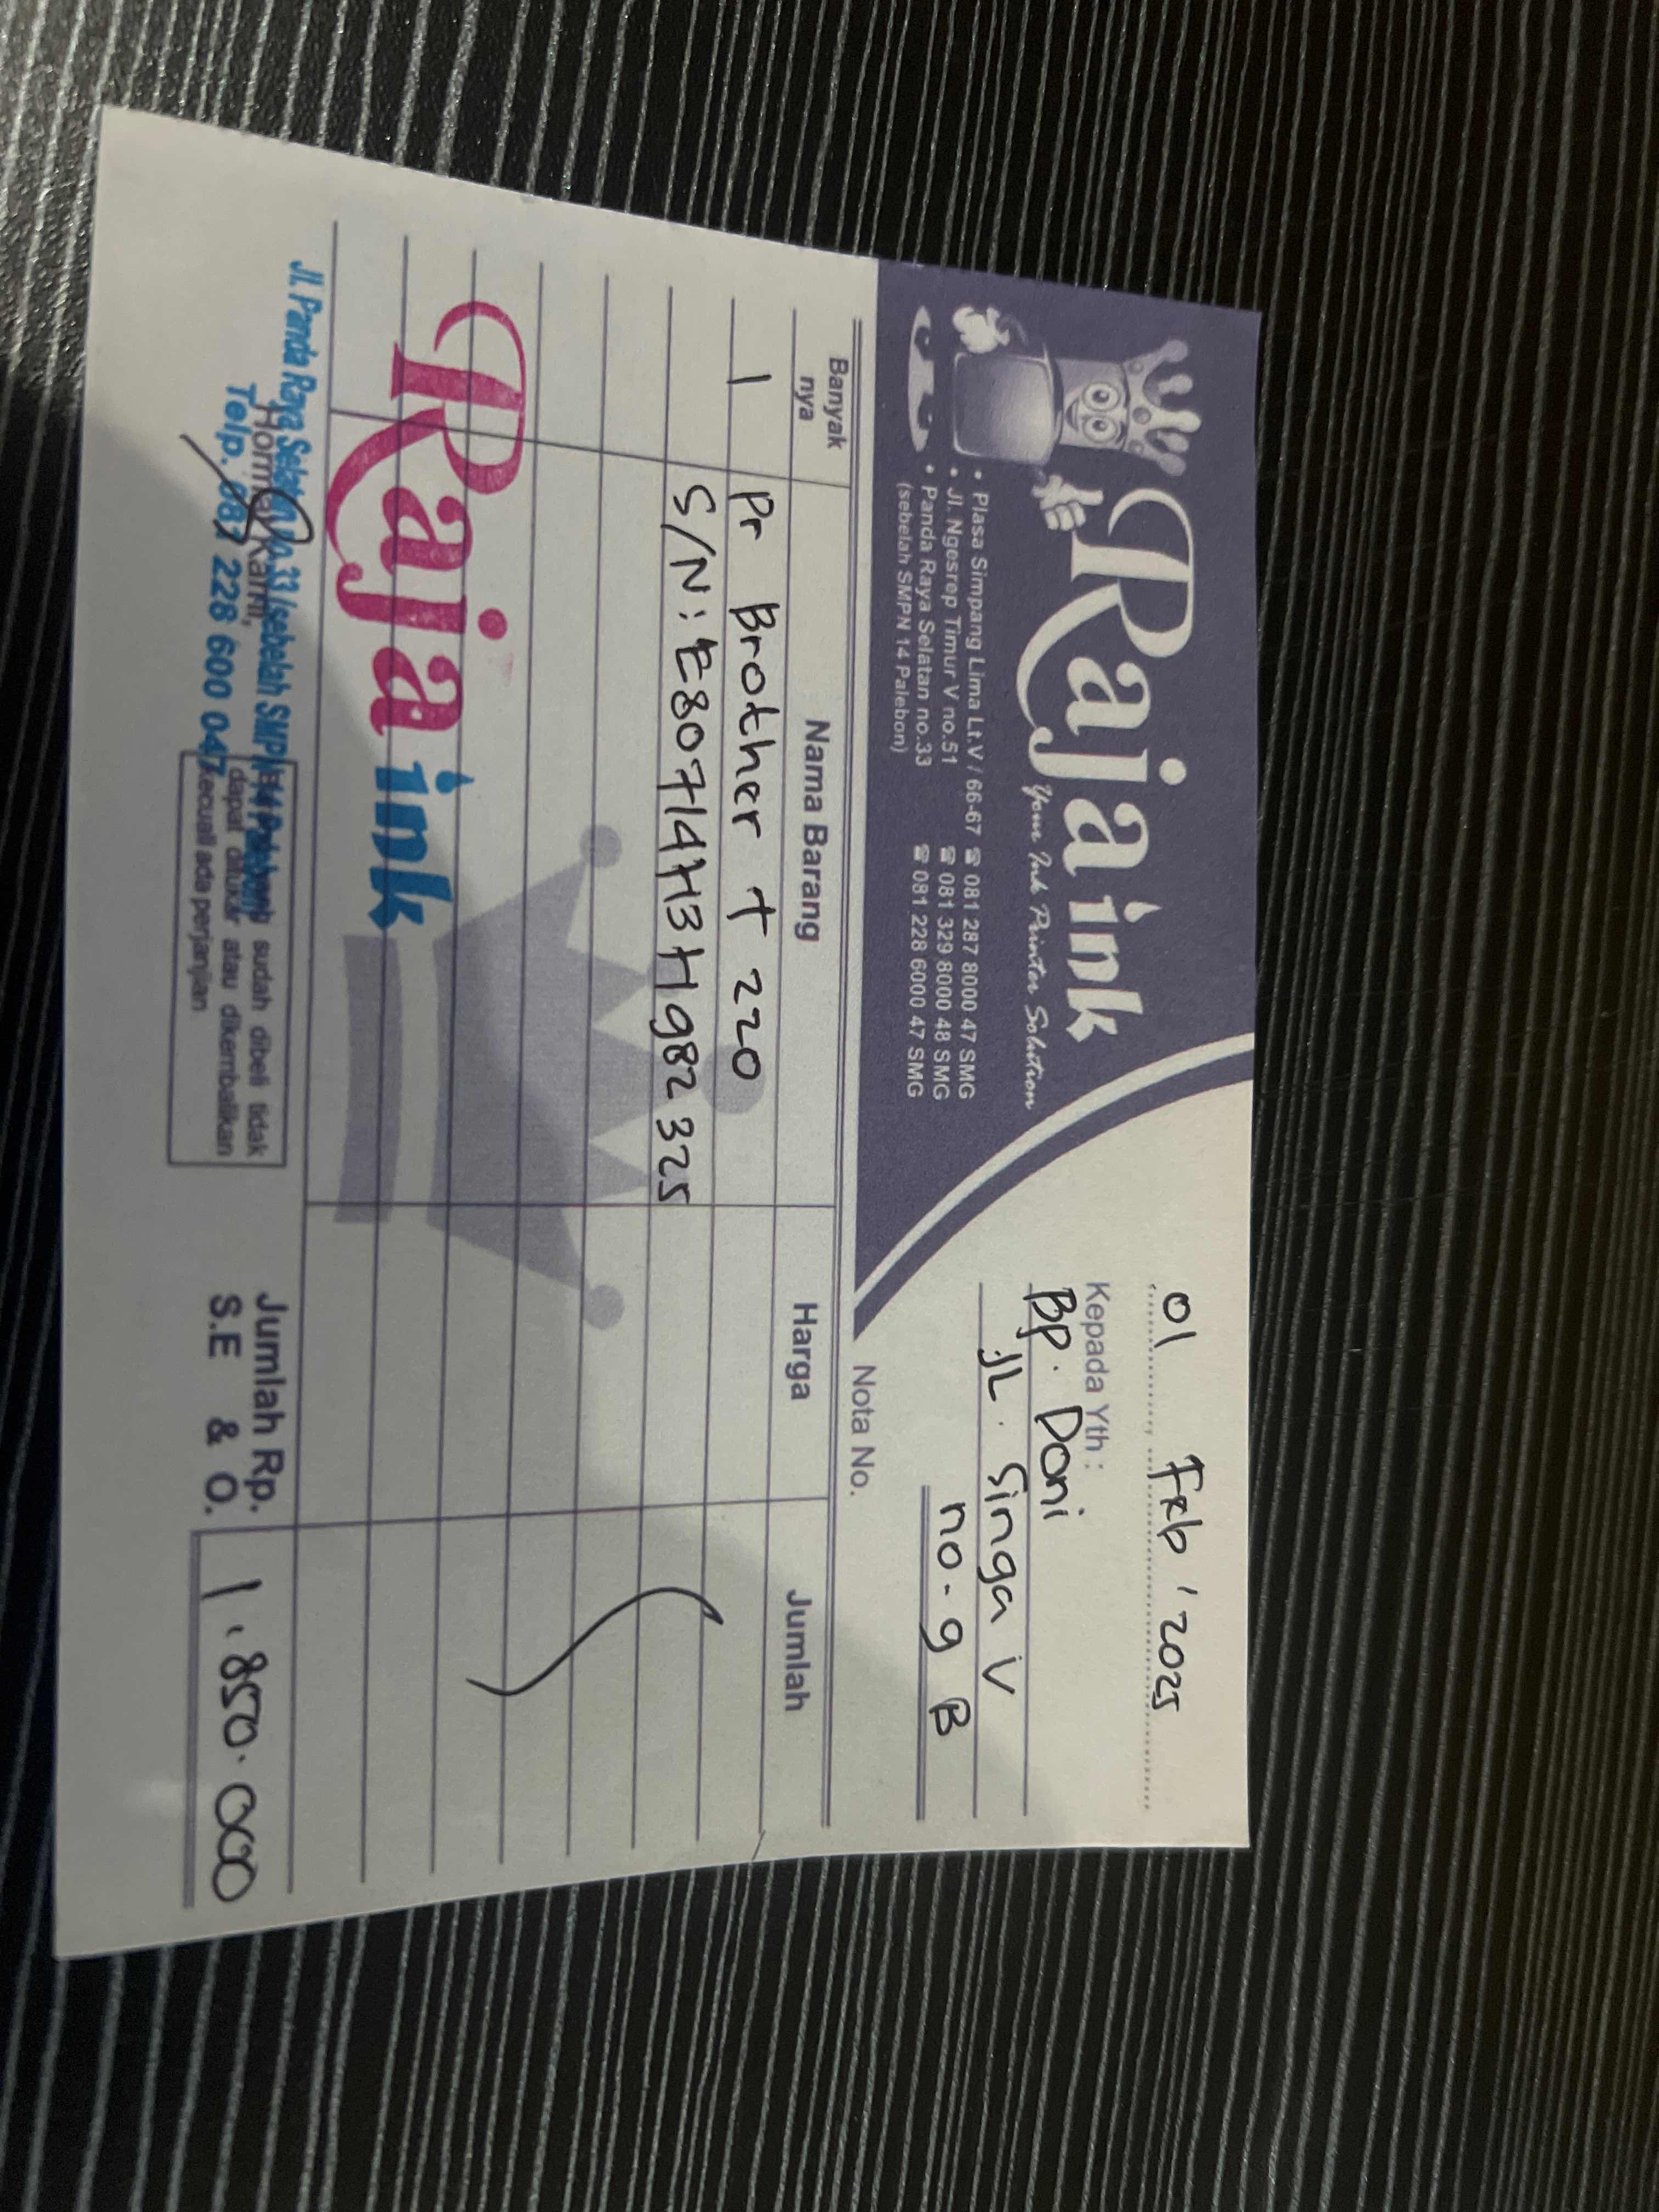 Raja ink
Your Ink Printer Solution
• Plasa Simpang Lima Lt.V / 66-67 ☎ 081 287 8000 47 SMG
• Jl. Ngesrep Timur V no.51 ☎ 081 329 8000 48 SMG
• Panda Raya Selatan no.33 ☎ 081 228 6000 47 SMG
(sebelah SMPN 14 Palebon)
01 Feb ' 2025
Kepada Yth :
Bp. Doni
JL. Singa V
no. 9 B
Nota No.
Banyak nya Nama Barang Harga Jumlah
1 Pr Brother T 220
S/N: E80714H3H982325
Raja ink
Jl. Panda Raya Selatan No.33 (sebelah SMPN 14 Palebon)
Telp. 087 228 600 047
Hormat Kami,
sudah dibeli tidak
dapat ditukar atau dikembalikan
kecuali ada perjanjian
Jumlah Rp.
S.E & O.
1.850.000